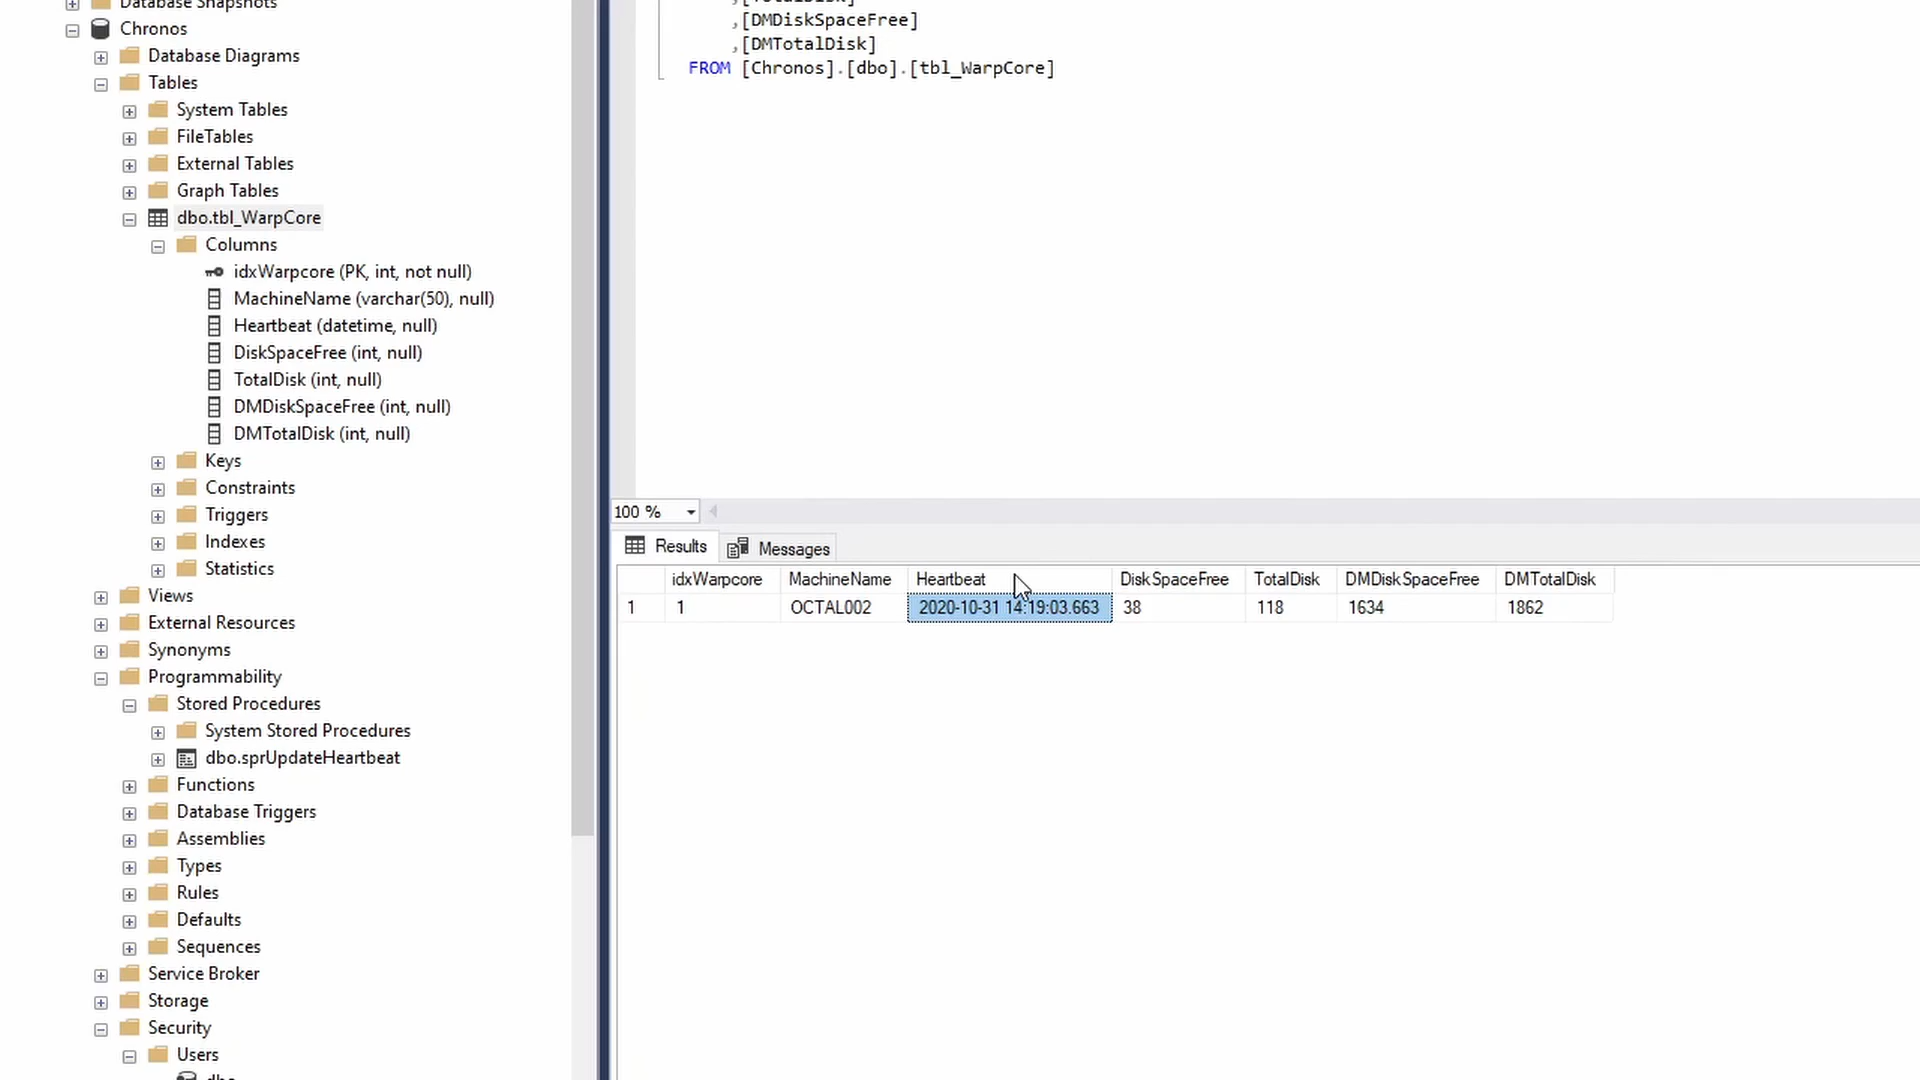 Database Snapshots
Chronos
Database Diagrams
Tables
System Tables
FileTables
External Tables
Graph Tables
dbo.tbl_WarpCore
Columns
idxWarpcore (PK, int, not null)
MachineName (varchar(50), null)
Heartbeat (datetime, null)
DiskSpaceFree (int, null)
TotalDisk (int, null)
DMDiskSpaceFree (int, null)
DMTotalDisk (int, null)
Keys
Constraints
Triggers
Indexes
Statistics
Views
External Resources
Synonyms
Programmability
Stored Procedures
System Stored Procedures
dbo.sprUpdateHeartbeat
Functions
Database Triggers
Assemblies
Types
Rules
Defaults
Sequences
Service Broker
Storage
Security
Users
dbo
,[TotalDisk]
,[DMDiskSpaceFree]
,[DMTotalDisk]
FROM [Chronos].[dbo].[tbl_WarpCore]
100 %
Results Messages
idxWarpcore MachineName Heartbeat DiskSpaceFree TotalDisk DMDiskSpaceFree DMTotalDisk
1 1 OCTAL002 2020-10-31 14:19:03.663 38 118 1634 1862